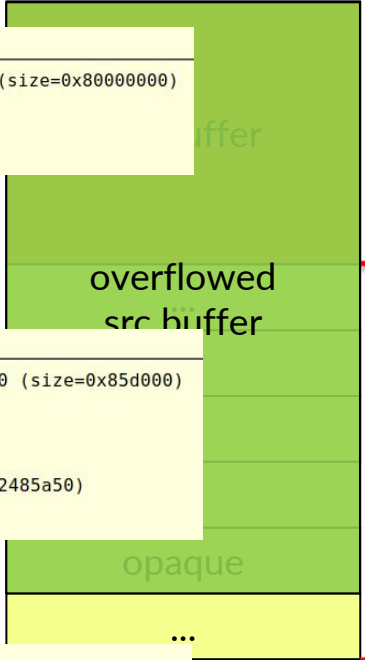 (size=0x80000000)
uffer
overflowed
...
src buffer
0 (size=0x85d000)
2485a50)
opaque
...